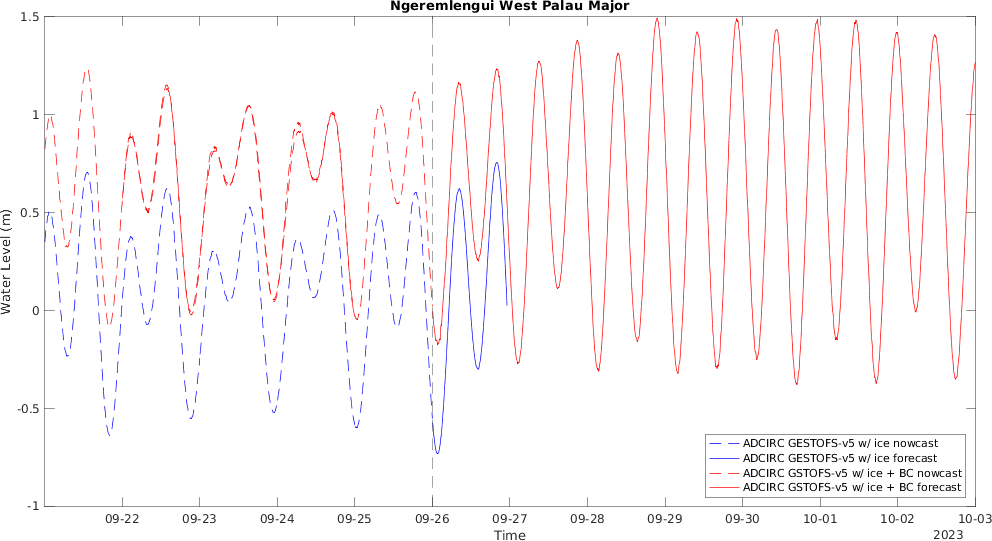 Ngeremlengui West Palau Major
1.5
1
0.5
0
-0.5
-1
Water Level (m)
ADCIRC GESTOFS-v5 w/ ice nowcast
ADCIRC GESTOFS-v5 w/ ice forecast
ADCIRC GSTOFS-v5 w/ ice + BC nowcast
ADCIRC GSTOFS-v5 w/ ice + BC forecast
09-22 09-23 09-24 09-25 09-26 09-27 09-28 09-29 09-30 10-01 10-02 10-03
Time
2023